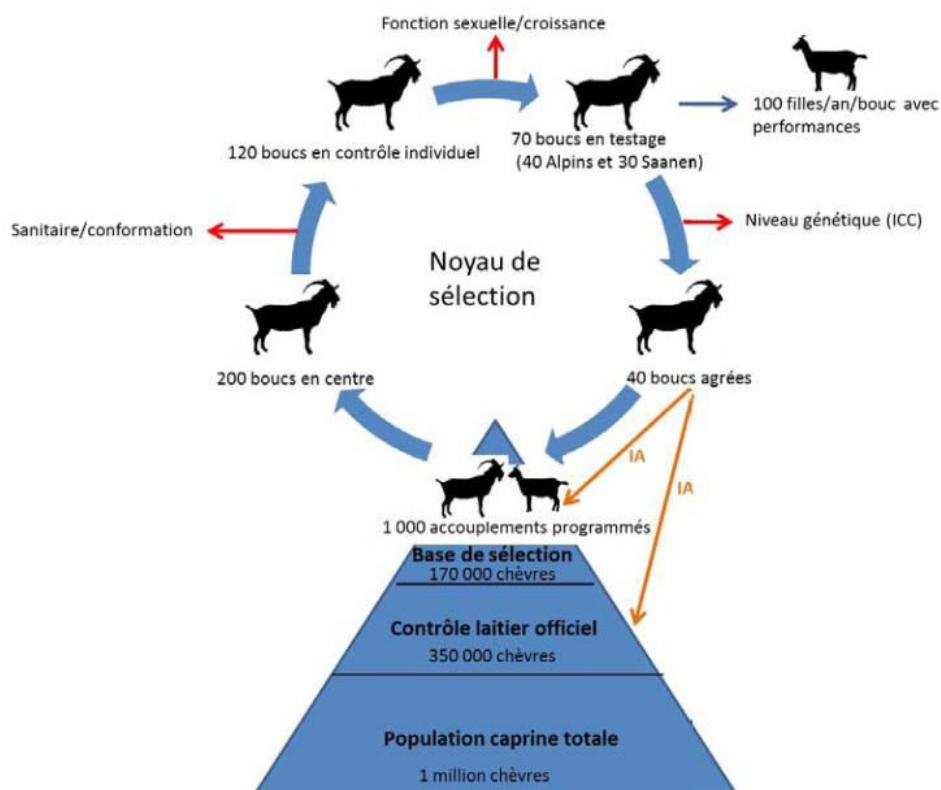 Fonction sexuelle/croissance
120 boucs en contrôle individuel
70 boucs en testage
(40 Alpins et 30 Saanen)
100 filles/an/bouc avec
performances
Sanitaire/conformation
Niveau génétique (ICC)
Noyau de
sélection
200 boucs en centre
40 boucs agrées
IA
IA
1 000 accouplements programmés
Base de sélection
170 000 chèvres
Contrôle laitier officiel
350 000 chèvres
Population caprine totale
1 million chèvres